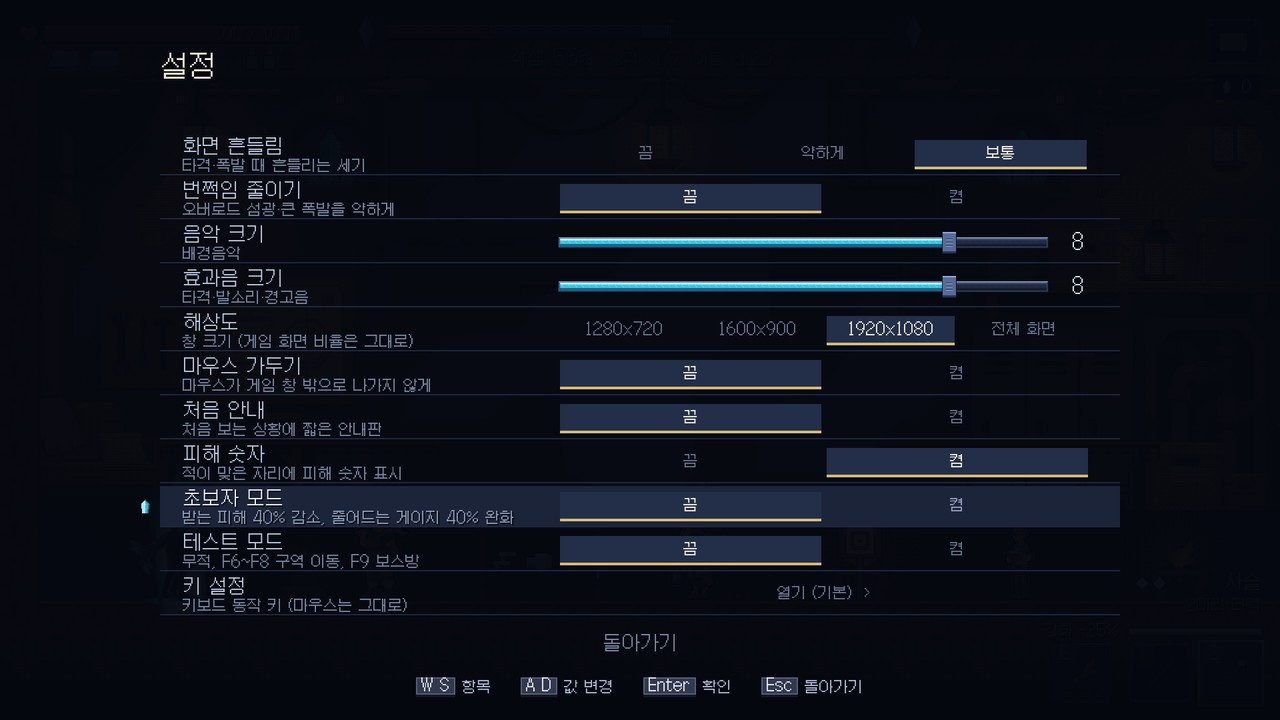 설정
화면 흔들림
타격·폭발 때 흔들리는 세기
끔 약하게 보통
번쩍임 줄이기
오버로드 섬광·큰 폭발을 약하게
끔 켬
음악 크기
배경음악
8
효과음 크기
타격·발소리·경고음
8
해상도
창 크기 (게임 화면 비율은 그대로)
1280x720 1600x900 1920x1080 전체 화면
마우스 가두기
마우스가 게임 창 밖으로 나가지 않게
끔 켬
처음 안내
처음 보는 상황에 짧은 안내판
끔 켬
피해 숫자
적이 맞은 자리에 피해 숫자 표시
끔 켬
초보자 모드
받는 피해 40% 감소, 줄어드는 게이지 40% 완화
끔 켬
테스트 모드
무적, F6~F8 구역 이동, F9 보스방
끔 켬
키 설정
키보드 동작 키 (마우스는 그대로)
열기 (기본) >
돌아가기
W S 항목 A D 값 변경 Enter 확인 Esc 돌아가기